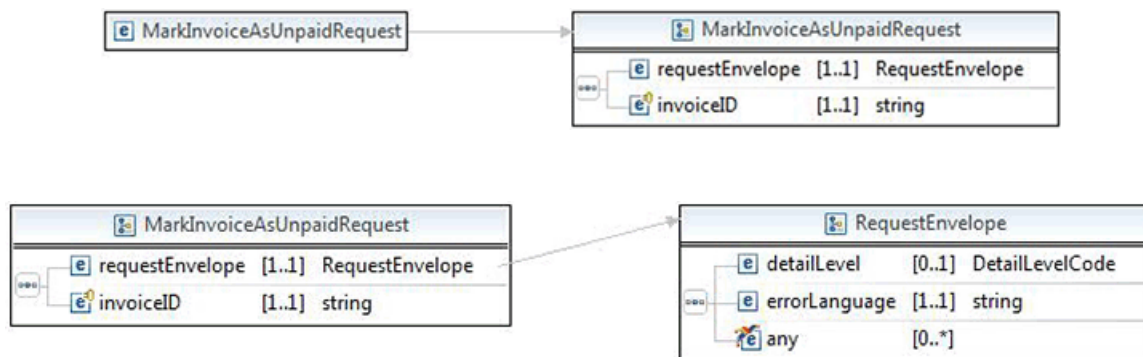 e MarkInvoiceAsUnpaidRequest
MarkInvoiceAsUnpaidRequest
e requestEnvelope [1..1] RequestEnvelope
e invoiceID [1..1] string
MarkInvoiceAsUnpaidRequest
e requestEnvelope [1..1] RequestEnvelope
e invoiceID [1..1] string
RequestEnvelope
e detailLevel [0..1] DetailLevelCode
e errorLanguage [1..1] string
e any [0..*]